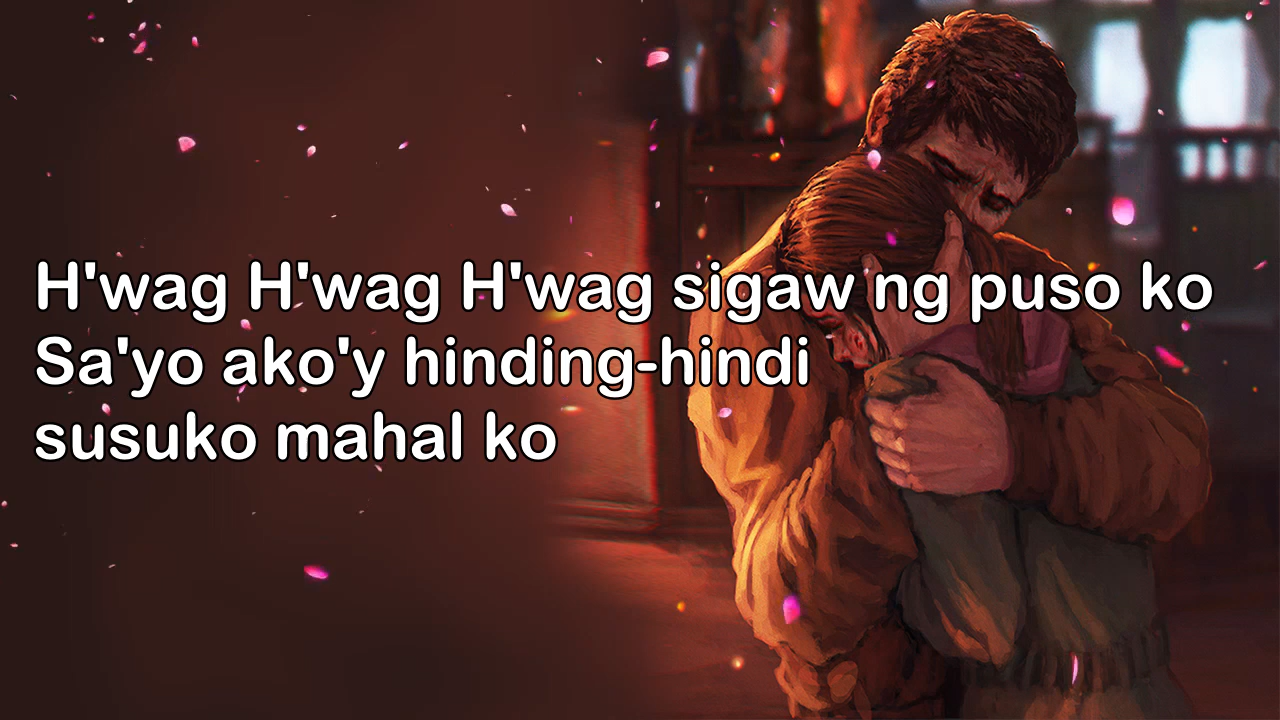 H'wag H'wag H'wag sigaw ng puso ko
Sa'yo ako'y hinding-hindi
susuko mahal ko